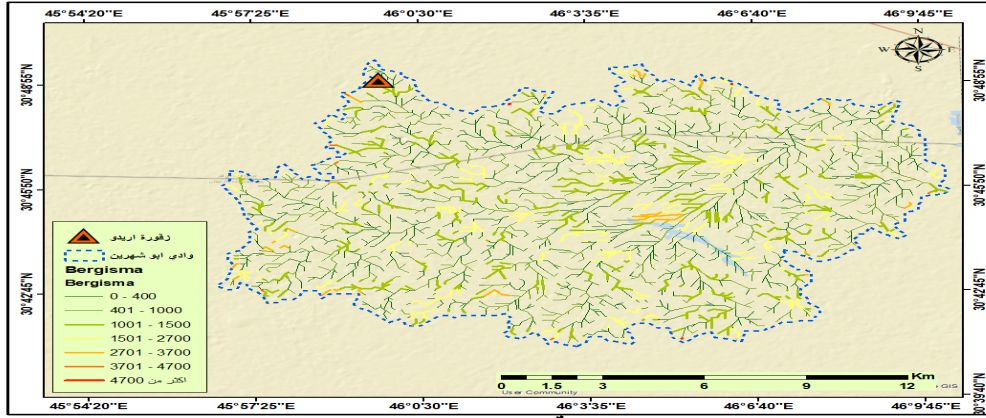 45°54'20"E 45°57'25"E 46°0'30"E 46°3'35"E 46°6'40"E 46°9'45"E
N
W E
S
30°48'55"N 30°48'55"N
30°45'50"N 30°45'50"N
30°42'45"N 30°42'45"N
30°39'40"N
زقورة اريدو
وادي ابو شهرين
Bergisma
Bergisma
0 - 400
401 - 1000
1001 - 1500
1501 - 2700
2701 - 3700
3701 - 4700
اكثر من 4700
Km
0 1.5 3 6 9 12
User Community
GIS
45°54'20"E 45°57'25"E 46°0'30"E 46°3'35"E 46°6'40"E 46°9'45"E